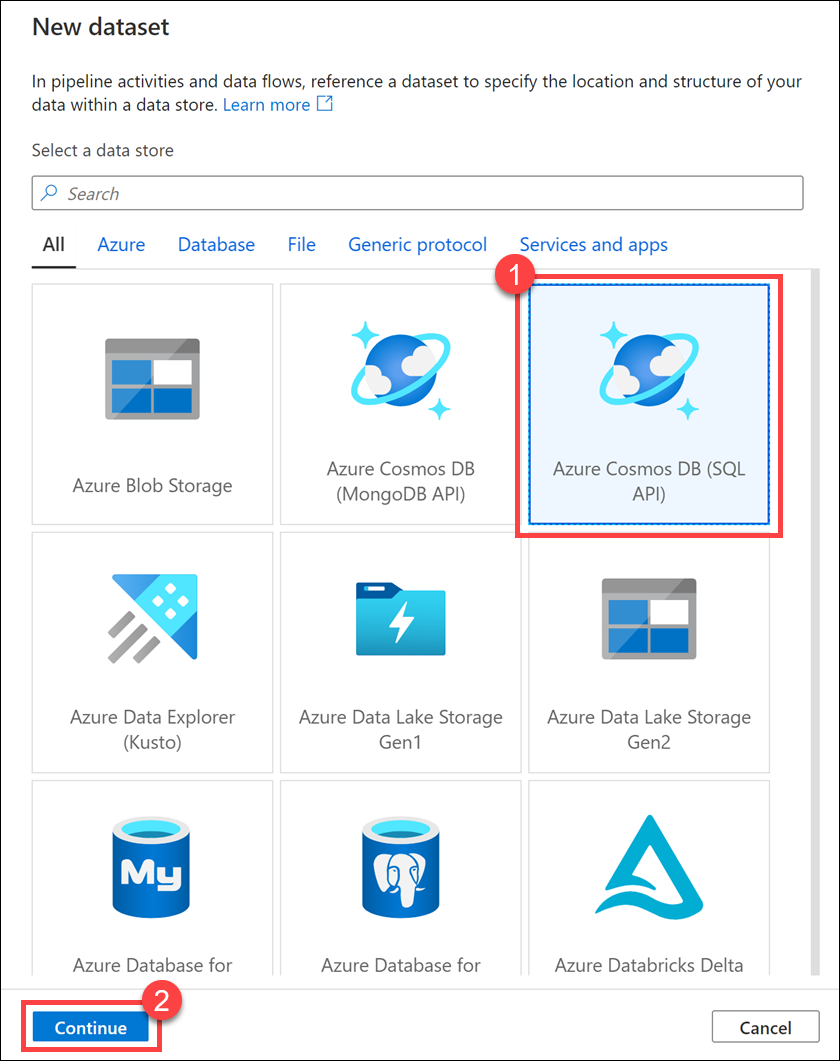 New dataset
In pipeline activities and data flows, reference a dataset to specify the location and structure of your
data within a data store. Learn more
Select a data store
Search
All Azure Database File Generic protocol Services and apps
1
Azure Blob Storage
Azure Cosmos DB
(MongoDB API)
Azure Cosmos DB (SQL
API)
Azure Data Explorer
(Kusto)
Azure Data Lake Storage
Gen1
Azure Data Lake Storage
Gen2
My
Azure Database for
Azure Database for
Azure Databricks Delta
2
Continue
Cancel